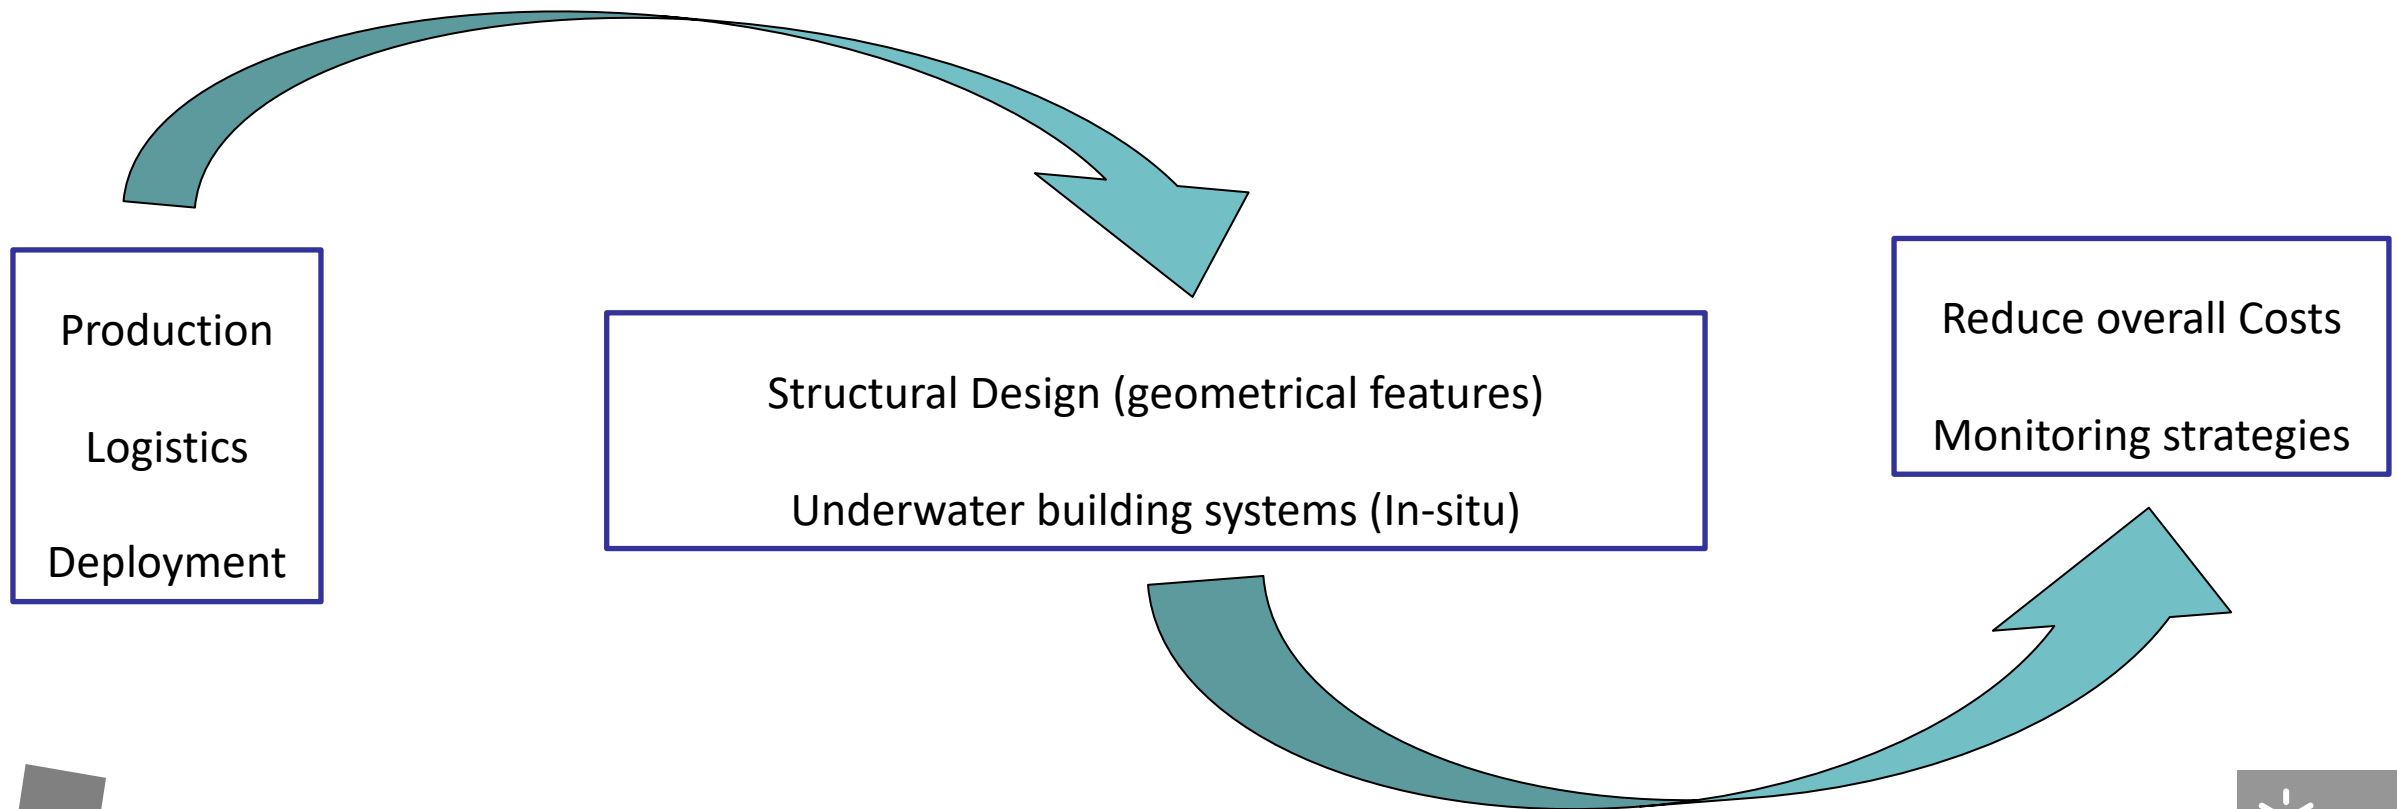 Production
Logistics
Deployment
Structural Design (geometrical features)
Underwater building systems (In-situ)
Reduce overall Costs
Monitoring strategies